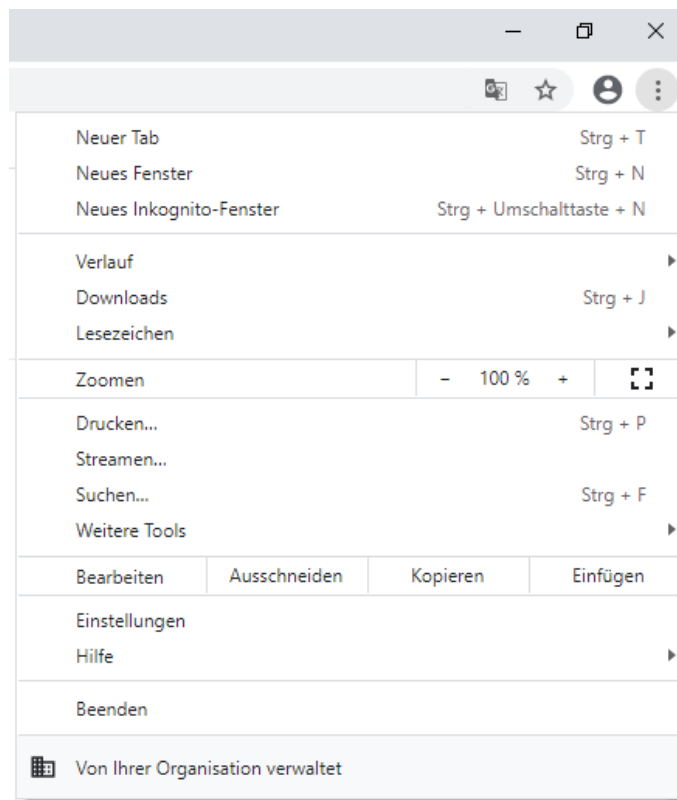 Neuer Tab Strg + T
Neues Fenster Strg + N
Neues Inkognito-Fenster Strg + Umschalttaste + N
Verlauf
Downloads Strg + J
Lesezeichen
Zoomen - 100 % +
Drucken... Strg + P
Streamen...
Suchen... Strg + F
Weitere Tools
Bearbeiten Ausschneiden Kopieren Einfügen
Einstellungen
Hilfe
Beenden
Von Ihrer Organisation verwaltet